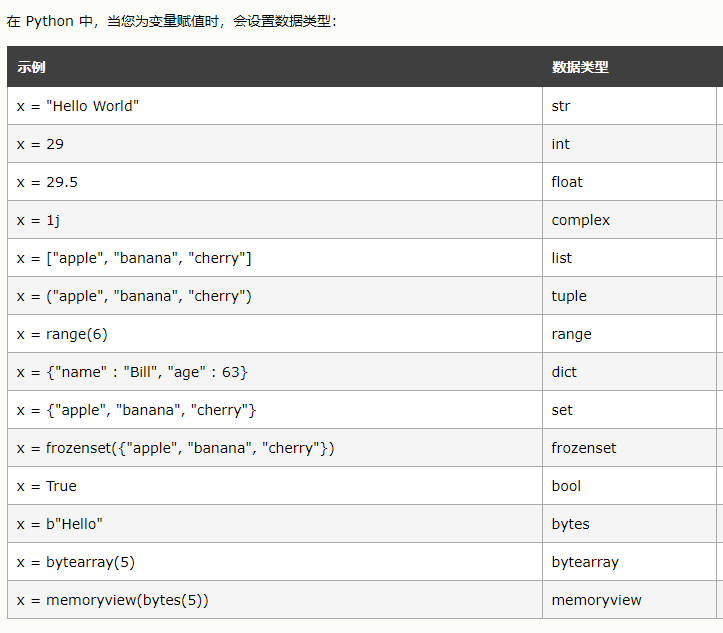 在 Python 中，当您为变量赋值时，会设置数据类型：
示例 数据类型
x = "Hello World" str
x = 29 int
x = 29.5 float
x = 1j complex
x = ["apple", "banana", "cherry"] list
x = ("apple", "banana", "cherry") tuple
x = range(6) range
x = {"name" : "Bill", "age" : 63} dict
x = {"apple", "banana", "cherry"} set
x = frozenset({"apple", "banana", "cherry"}) frozenset
x = True bool
x = b"Hello" bytes
x = bytearray(5) bytearray
x = memoryview(bytes(5)) memoryview